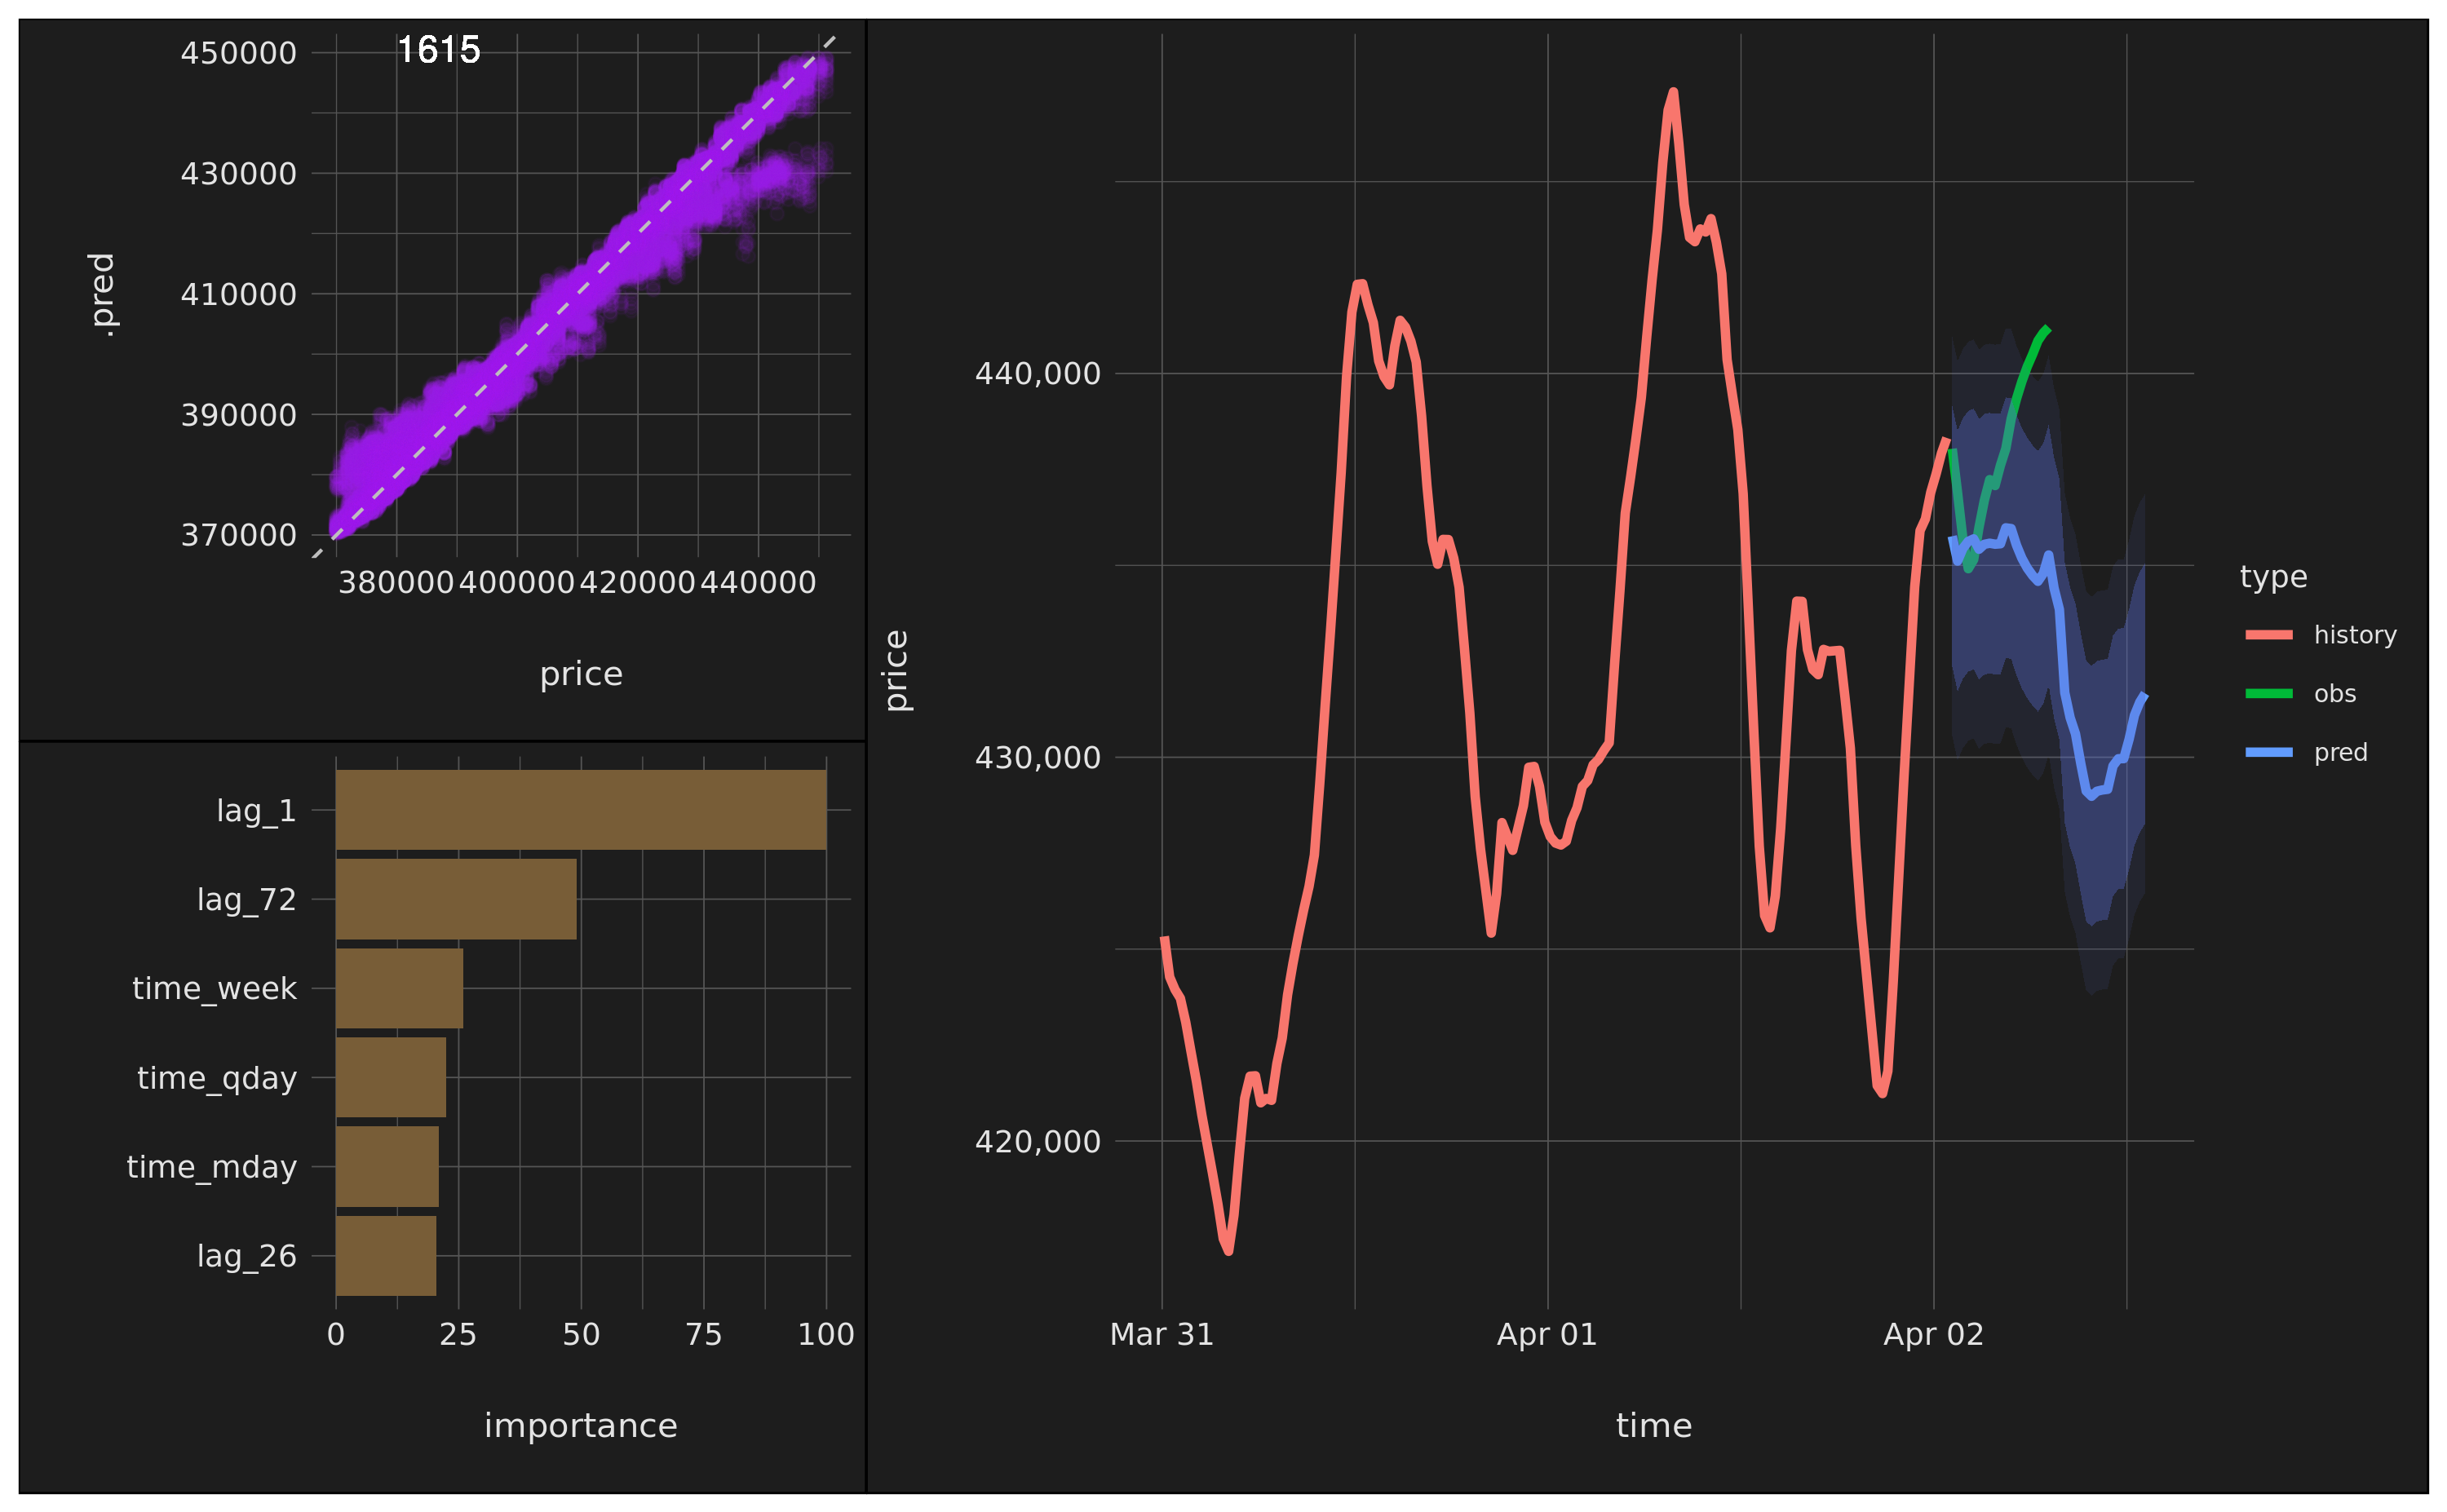 1615
450000
430000
410000
390000
370000
.pred
380000 400000 420000 440000
price
lag_1
lag_72
time_week
time_qday
time_mday
lag_26
0 25 50 75 100
importance
price
440,000
430,000
420,000
Mar 31 Apr 01 Apr 02
time
type
history
obs
pred